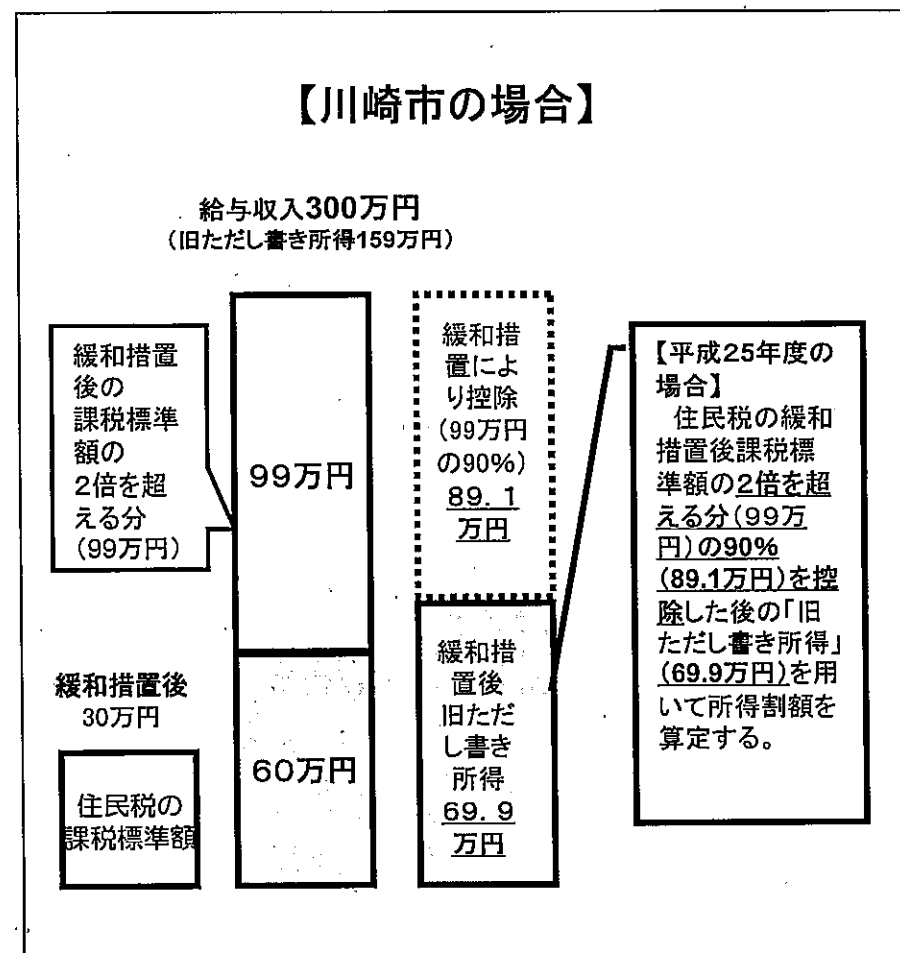 【川崎市の場合】
給与収入300万円
（旧ただし書き所得159万円）
緩和措置
後の
課税標準
額の
２倍を超
える分
（99万円）
99万円
60万円
緩和措置後
30万円
住民税の
課税標準額
緩和措
置によ
り控除
（99万円
の90%）
89．1
万円
緩和措
置後
旧ただ
し書き
所得
69．9
万円
【平成25年度の
場合】
住民税の緩和
措置後課税標
準額の２倍を超
える分（99万
円）の90%
（89.1万円）を控
除した後の「旧
ただし書き所得」
（69.9万円）を用
いて所得割額を
算定する。